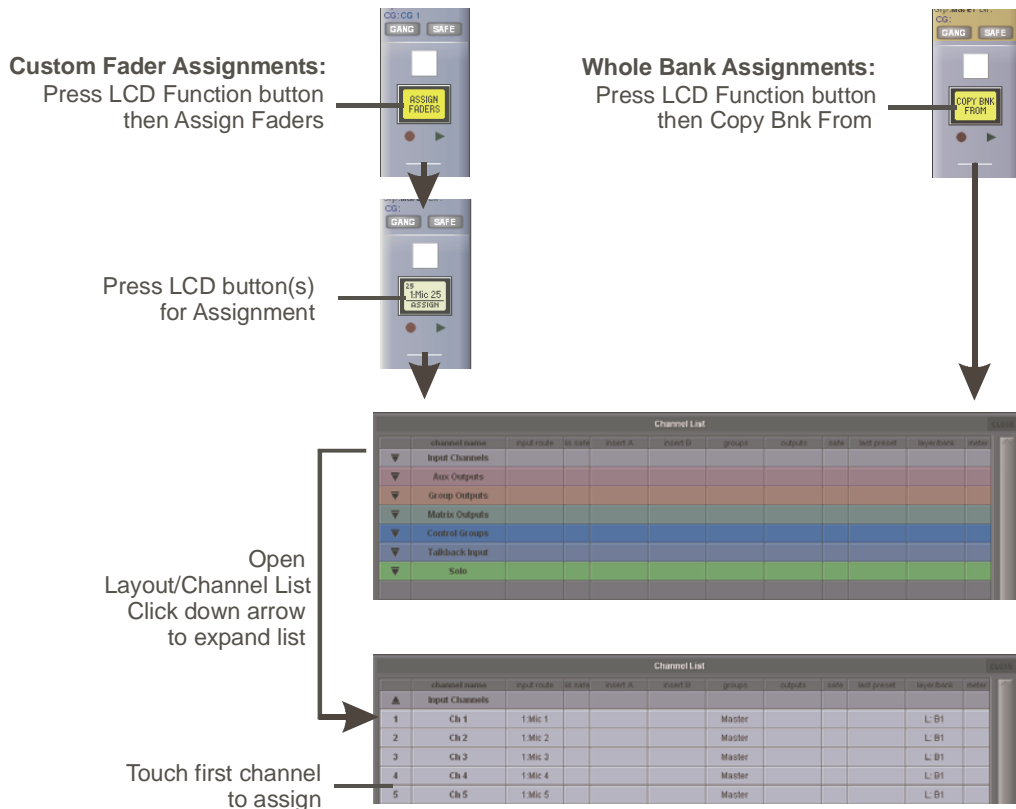 CG:CG 1
GANG SAFE
Custom Fader Assignments:
Press LCD Function button
then Assign Faders
ASSIGN
FADERS
CG:
GANG SAFE
Whole Bank Assignments:
Press LCD Function button
then Copy Bnk From
COPY BNK
FROM
CG:
GANG SAFE
Press LCD button(s)
for Assignment
25
1:Mic 25
ASSIGN
Channel List CLOSE
channel name input route io safe insert A insert B groups outputs safe last preset layer/bank meter
Input Channels
Aux Outputs
Group Outputs
Matrix Outputs
Control Groups
Talkback Input
Solo
Open
Layout/Channel List
Click down arrow
to expand list
Channel List CLOSE
channel name input route io safe insert A insert B groups outputs safe last preset layer/bank meter
Input Channels
1 Ch 1 1:Mic 1 Master L: B1
2 Ch 2 1:Mic 2 Master L: B1
3 Ch 3 1:Mic 3 Master L: B1
4 Ch 4 1:Mic 4 Master L: B1
5 Ch 5 1:Mic 5 Master L: B1
Touch first channel
to assign